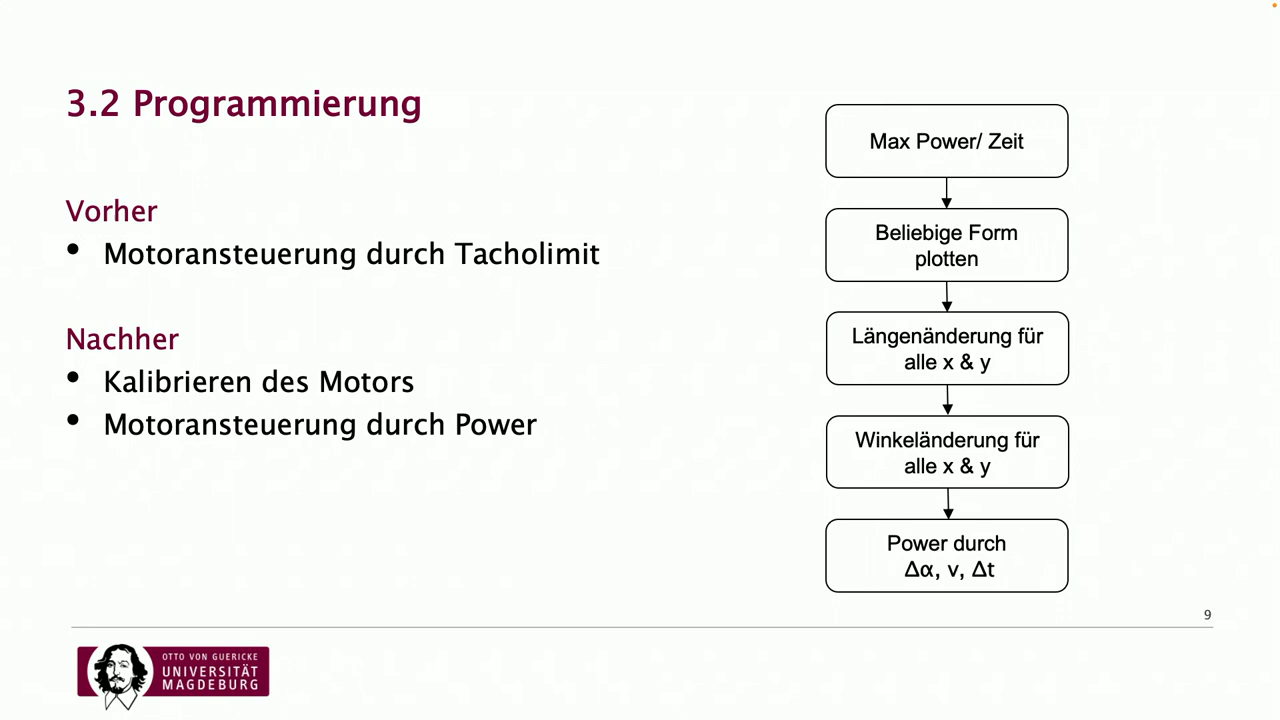 3.2 Programmierung
Vorher
• Motoransteuerung durch Tacholimit
Nachher
• Kalibrieren des Motors
• Motoransteuerung durch Power
Max Power/ Zeit
Beliebige Form
plotten
Längenänderung für
alle x & y
Winkeländerung für
alle x & y
Power durch
Δα, v, Δt
9
OTTO VON GUERICKE
UNIVERSITÄT
MAGDEBURG